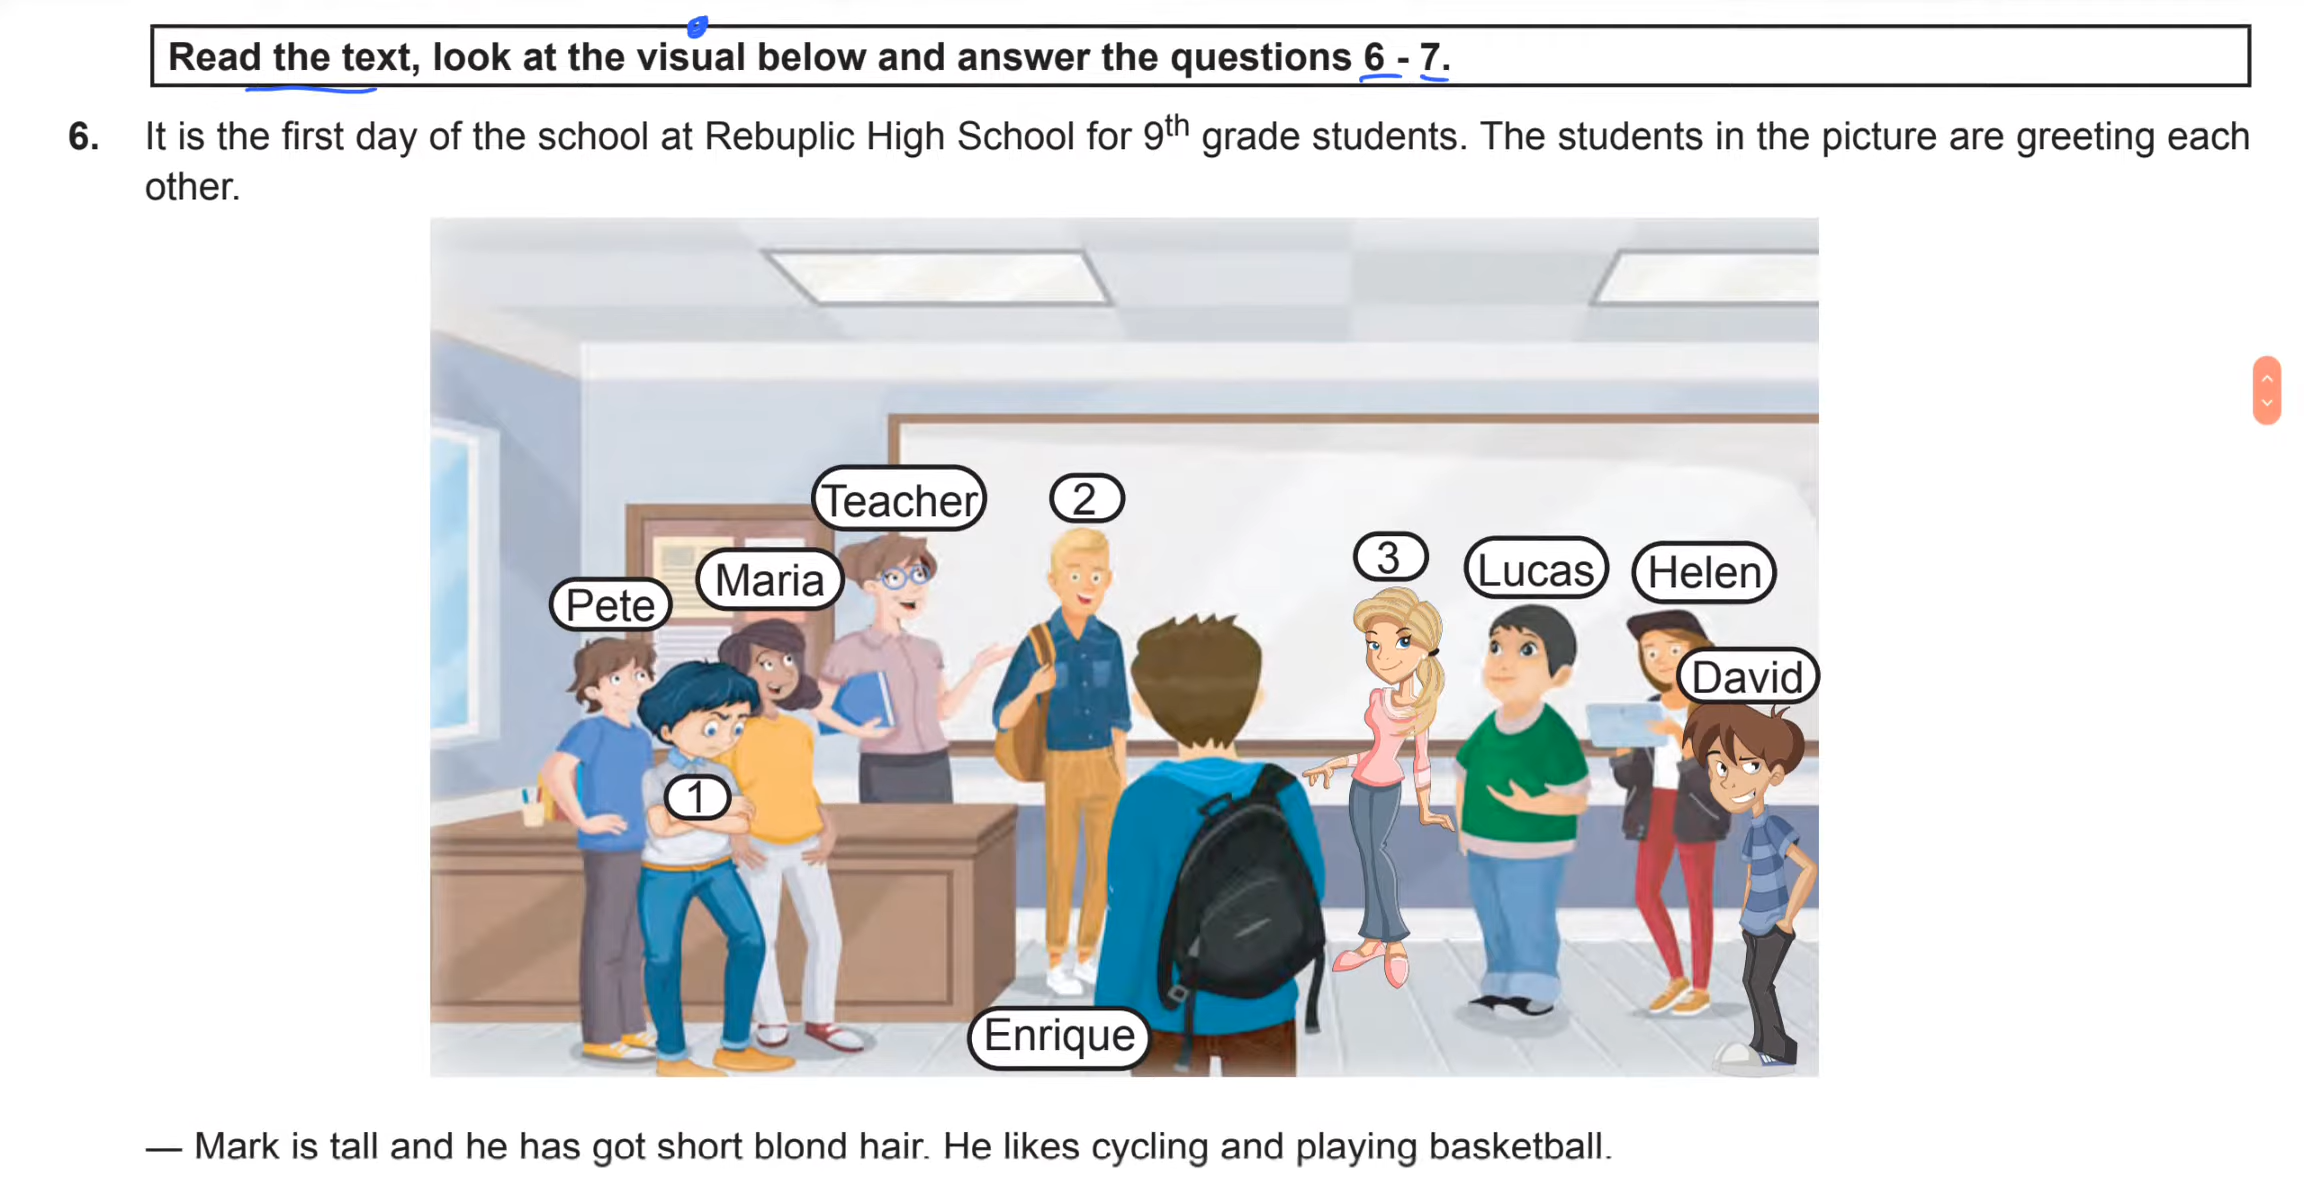 Read the text, look at the visual below and answer the questions 6 - 7.
6. It is the first day of the school at Rebuplic High School for 9th grade students. The students in the picture are greeting each
other.
Teacher
2
3
Lucas
Helen
Maria
Pete
David
1
Enrique
— Mark is tall and he has got short blond hair. He likes cycling and playing basketball.